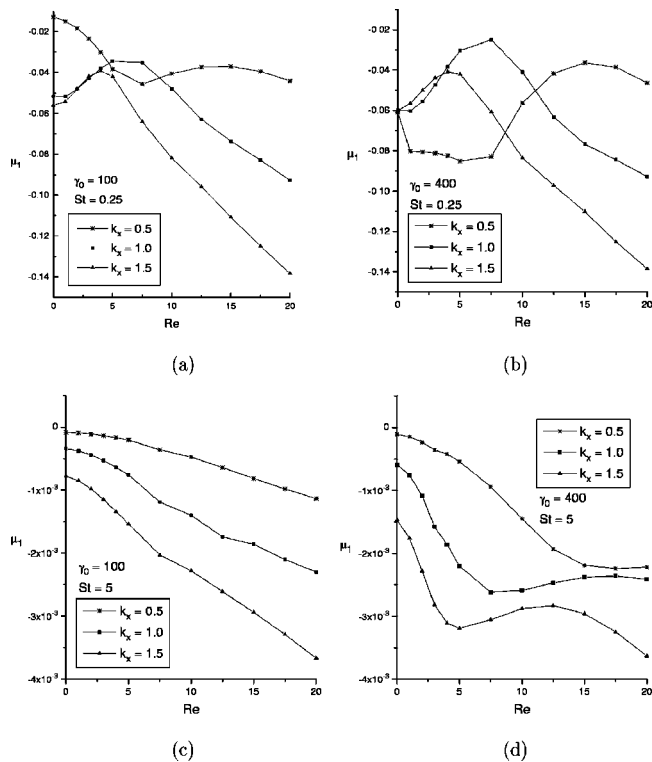 -0.02
-0.04
-0.06
-0.08
-0.10
-0.12
-0.14
μ₁
γ₀ = 100
St = 0.25
kₓ = 0.5
kₓ = 1.0
kₓ = 1.5
0 5 10 15 20
Re
(a)
-0.02
-0.04
-0.06
-0.08
-0.10
-0.12
-0.14
μ₁
γ₀ = 400
St = 0.25
kₓ = 0.5
kₓ = 1.0
kₓ = 1.5
0 5 10 15 20
Re
(b)
0
-1x10⁻³
-2x10⁻³
-3x10⁻³
-4x10⁻³
μ₁
γ₀ = 100
St = 5
kₓ = 0.5
kₓ = 1.0
kₓ = 1.5
0 5 10 15 20
Re
(c)
0
-1x10⁻³
-2x10⁻³
-3x10⁻³
-4x10⁻³
μ₁
kₓ = 0.5
kₓ = 1.0
kₓ = 1.5
γ₀ = 400
St = 5
0 5 10 15 20
Re
(d)